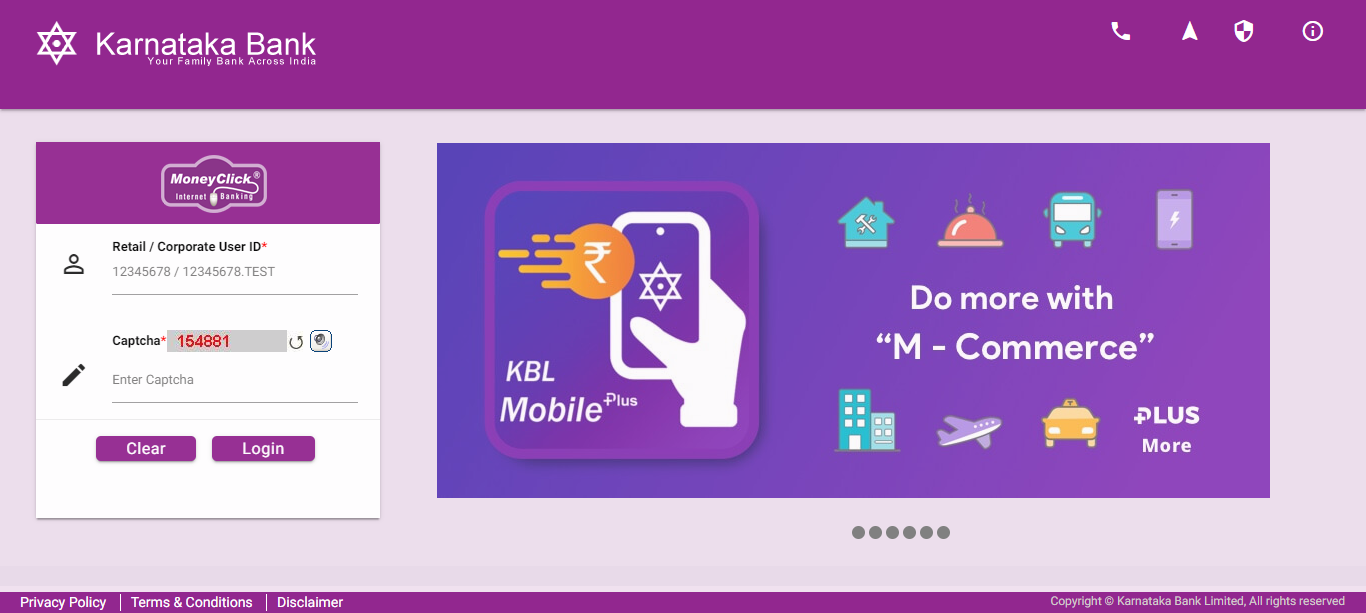 Karnataka Bank
Your Family Bank Across India
MoneyClick®
Internet Banking
Retail / Corporate User ID*
12345678 / 12345678.TEST
Captcha* 154881
Enter Captcha
Clear Login
₹
KBL
Mobile Plus
Do more with
“M - Commerce”
PLUS
More
Privacy Policy Terms & Conditions Disclaimer
Copyright © Karnataka Bank Limited, All rights reserved